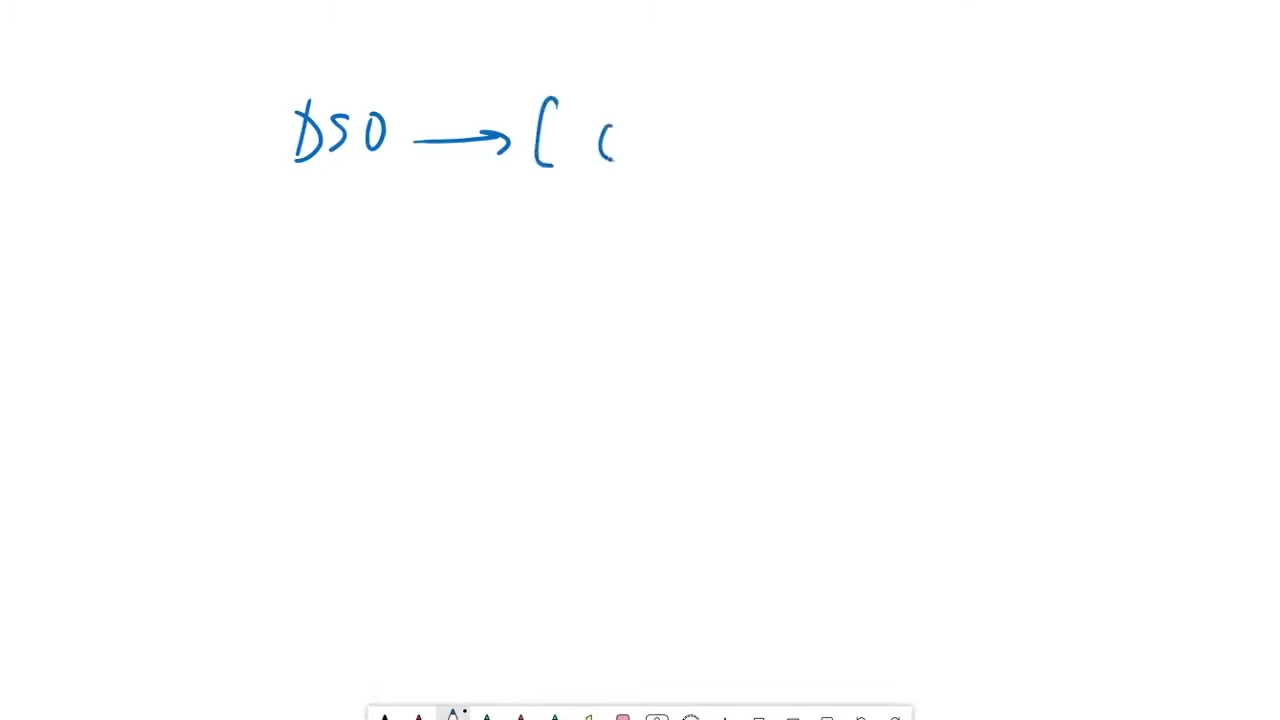 DSO → [ (